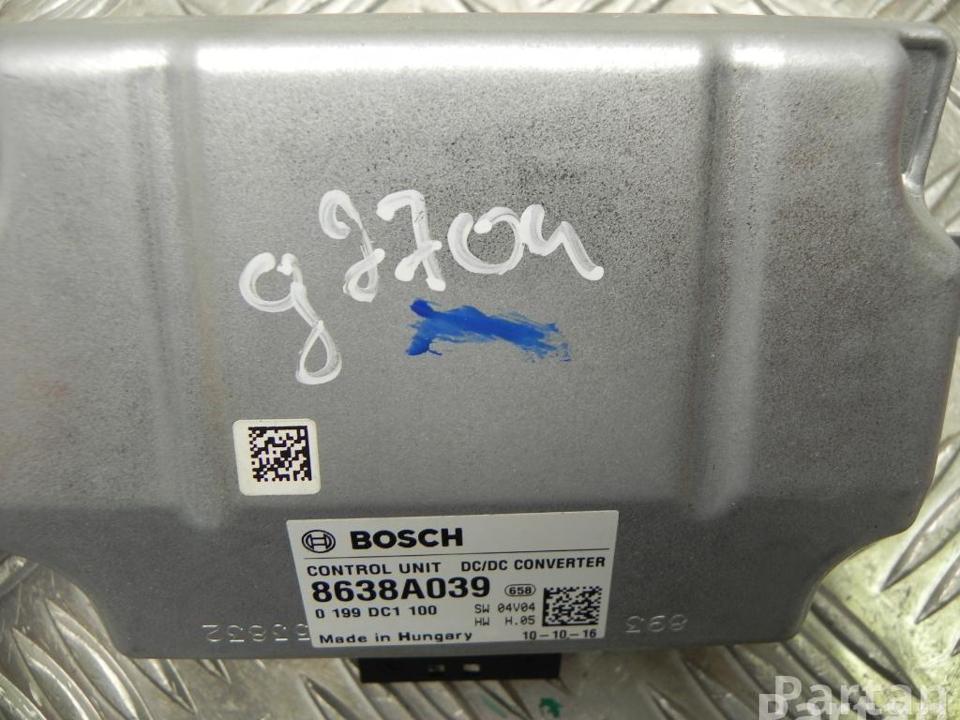 g7704
BOSCH
CONTROL UNIT DC/DC CONVERTER
8638A039 658
0 199 DC1 100 SW 04V04
HW H.05
Made in Hungary 10-10-16
Partan